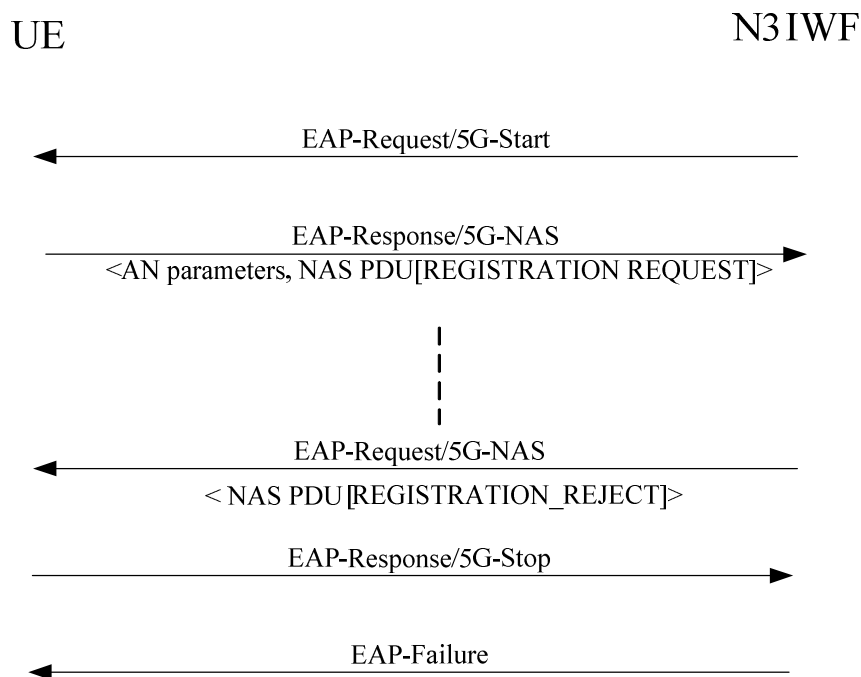 UE
N3IWF
EAP-Request/5G-Start
EAP-Response/5G-NAS
<AN parameters, NAS PDU[REGISTRATION REQUEST]>
EAP-Request/5G-NAS
< NAS PDU[REGISTRATION_REJECT]>
EAP-Response/5G-Stop
EAP-Failure